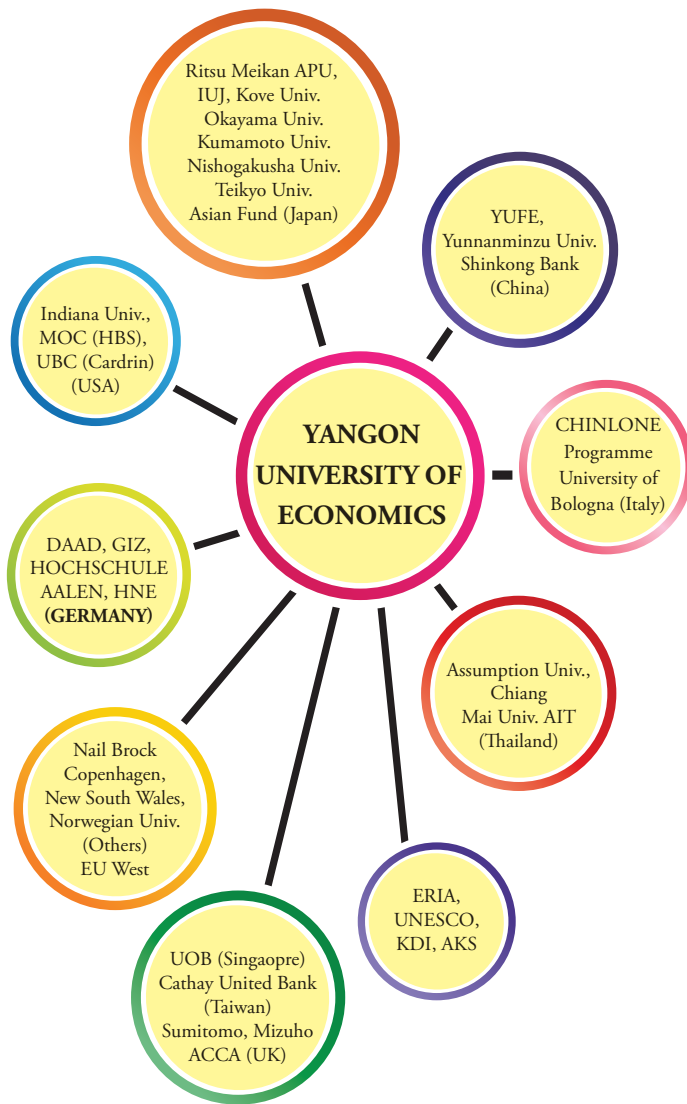 Ritsu Meikan APU,
IUJ, Kove Univ.
Okayama Univ.
Kumamoto Univ.
Nishogakusha Univ.
Teikyo Univ.
Asian Fund (Japan)
YUFE,
Yunnanminzu Univ.
Shinkong Bank
(China)
Indiana Univ.,
MOC (HBS),
UBC (Cardrin)
(USA)
YANGON
UNIVERSITY OF
ECONOMICS
CHINLONE
Programme
University of
Bologna (Italy)
DAAD, GIZ,
HOCHSCHULE
AALEN, HNE
(GERMANY)
Assumption Univ.,
Chiang
Mai Univ. AIT
(Thailand)
Nail Brock
Copenhagen,
New South Wales,
Norwegian Univ.
(Others)
EU West
ERIA,
UNESCO,
KDI, AKS
UOB (Singaopre)
Cathay United Bank
(Taiwan)
Sumitomo, Mizuho
ACCA (UK)